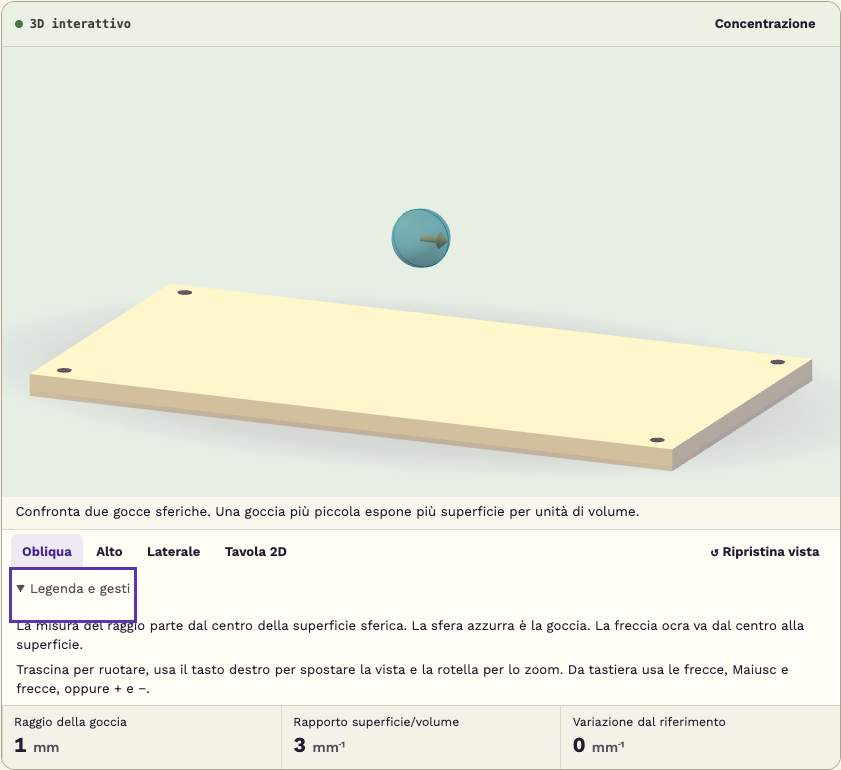 3D interattivo
Concentrazione
Confronta due gocce sferiche. Una goccia più piccola espone più superficie per unità di volume.
Obliqua Alto Laterale Tavola 2D ↺ Ripristina vista
▼ Legenda e gesti
La misura del raggio parte dal centro della superficie sferica. La sfera azzurra è la goccia. La freccia ocra va dal centro alla
superficie.
Trascina per ruotare, usa il tasto destro per spostare la vista e la rotella per lo zoom. Da tastiera usa le frecce, Maiusc e
frecce, oppure + e −.
Raggio della goccia
1 mm
Rapporto superficie/volume
3 mm⁻¹
Variazione dal riferimento
0 mm⁻¹